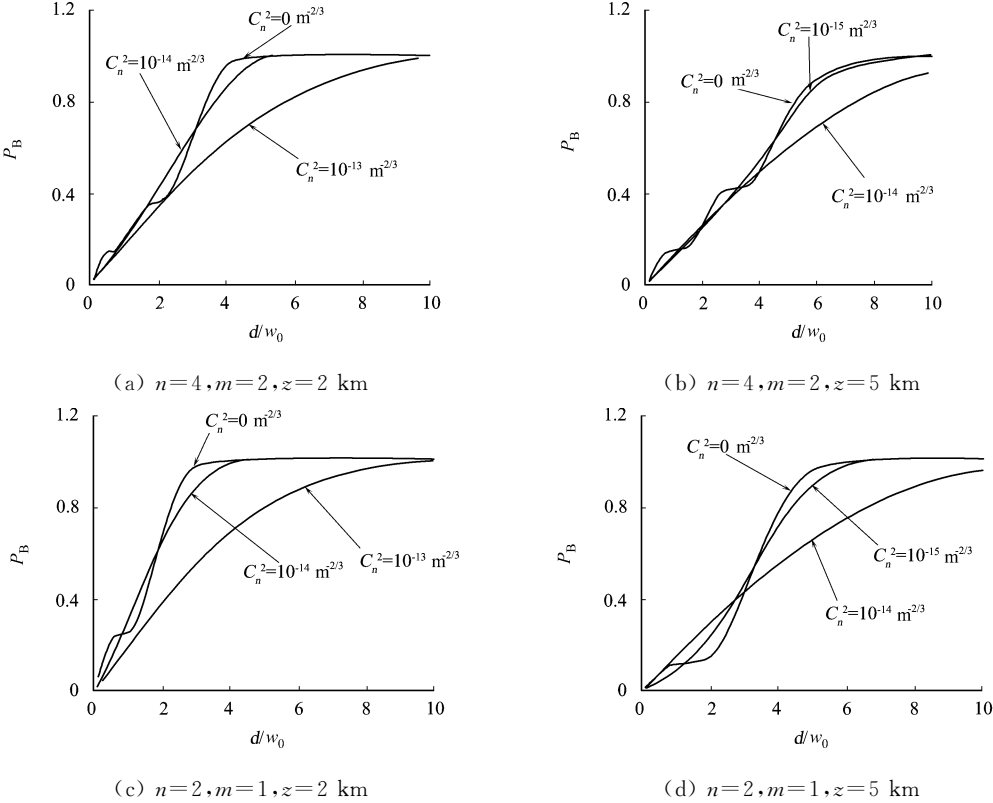 1.2
C_n^2=0 m^-2/3
C_n^2=10^-14 m^-2/3
0.8
P_B
C_n^2=10^-13 m^-2/3
0.4
0
0 2 4 6 8 10
d/w_0
(a) n=4,m=2,z=2 km
1.2
C_n^2=10^-15 m^-2/3
C_n^2=0 m^-2/3
0.8
P_B
C_n^2=10^-14 m^-2/3
0.4
0
0 2 4 6 8 10
d/w_0
(b) n=4,m=2,z=5 km
1.2
C_n^2=0 m^-2/3
0.8
P_B
C_n^2=10^-14 m^-2/3
C_n^2=10^-13 m^-2/3
0.4
0
0 2 4 6 8 10
d/w_0
(c) n=2,m=1,z=2 km
1.2
C_n^2=0 m^-2/3
0.8
P_B
C_n^2=10^-15 m^-2/3
C_n^2=10^-14 m^-2/3
0.4
0
0 2 4 6 8 10
d/w_0
(d) n=2,m=1,z=5 km